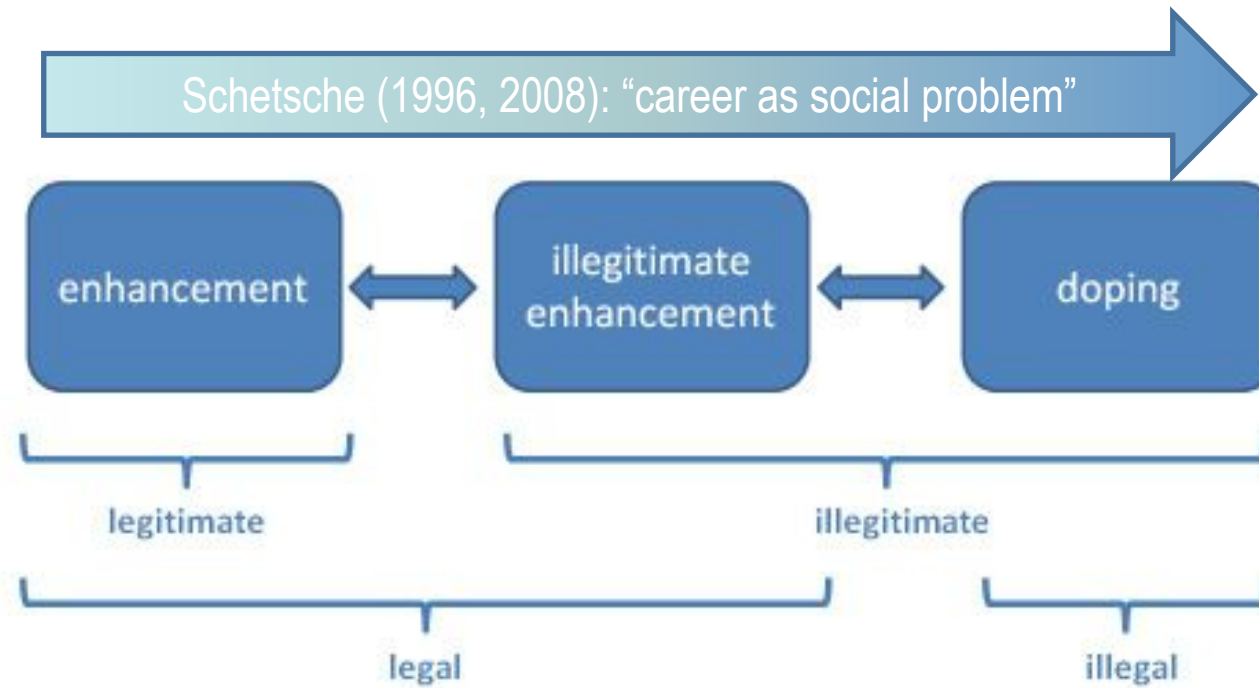 Schetsche (1996, 2008): “career as social problem”
enhancement
illegitimate
enhancement
doping
legitimate
illegitimate
legal
illegal